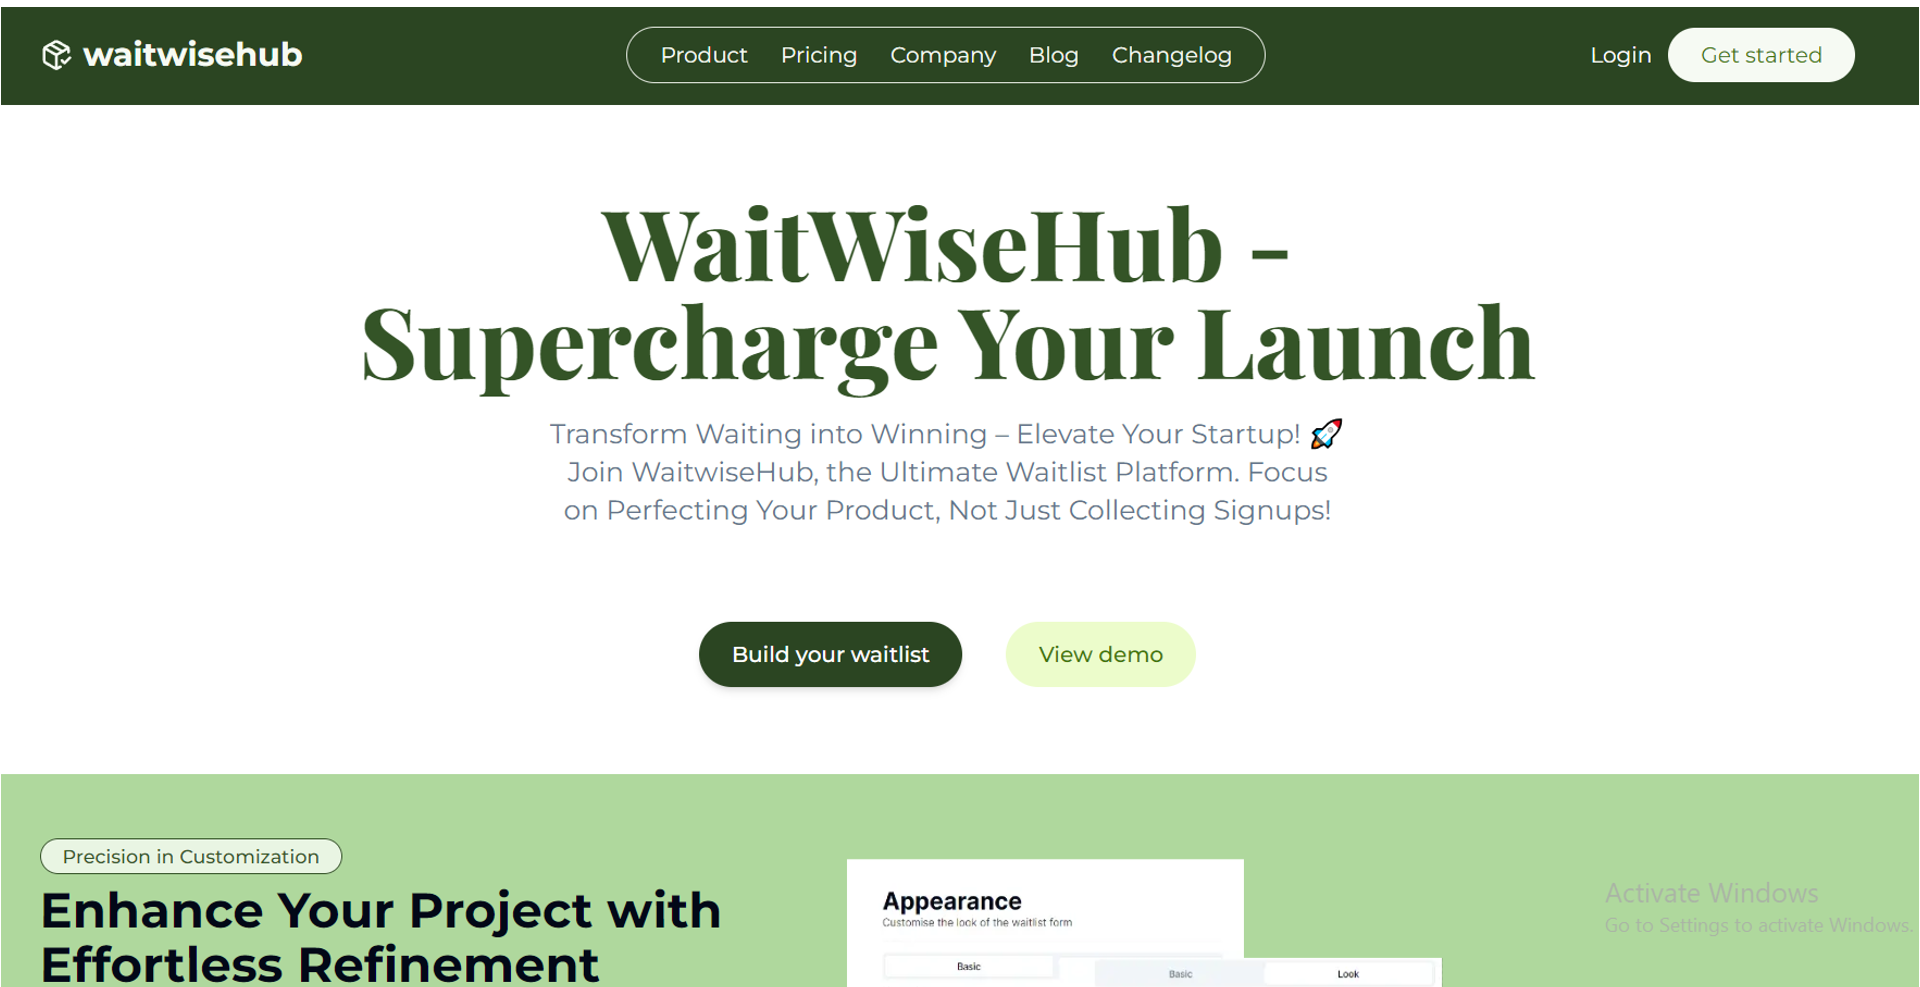 waitwisehub
Product Pricing Company Blog Changelog
Login Get started
WaitWiseHub -
Supercharge Your Launch
Transform Waiting into Winning – Elevate Your Startup! 🚀
Join WaitwiseHub, the Ultimate Waitlist Platform. Focus
on Perfecting Your Product, Not Just Collecting Signups!
Build your waitlist View demo
Precision in Customization
Enhance Your Project with
Effortless Refinement
Appearance
Customise the look of the waitlist form
Basic
Basic Look
Activate Windows
Go to Settings to activate Windows.